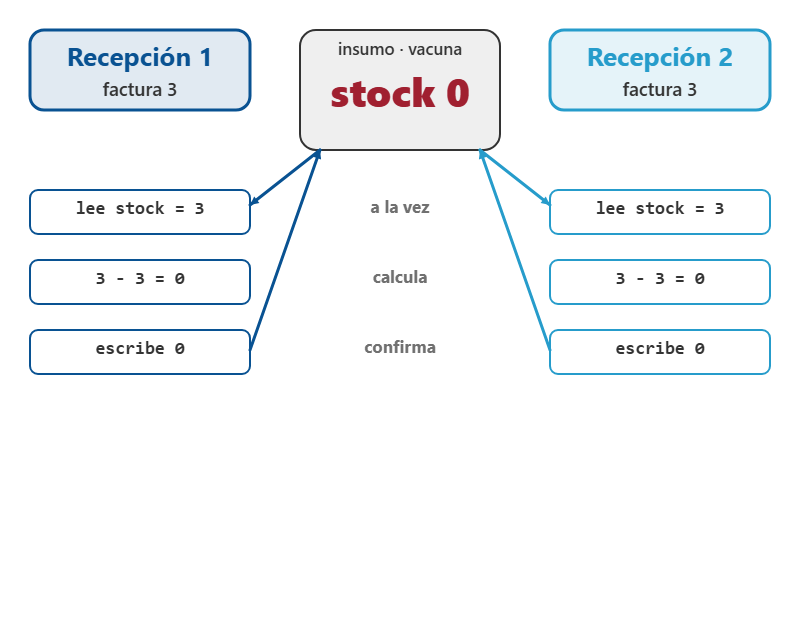 Recepción 1
factura 3
insumo · vacuna
stock 0
Recepción 2
factura 3
lee stock = 3
a la vez
lee stock = 3
3 - 3 = 0
calcula
3 - 3 = 0
escribe 0
confirma
escribe 0